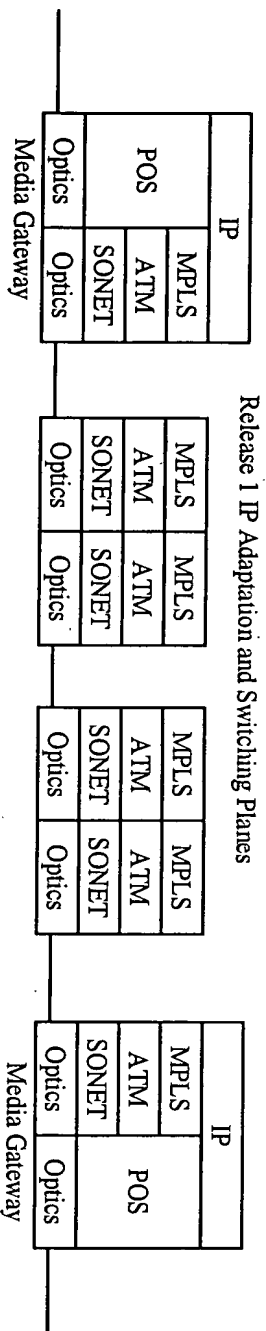 Release 1 IP Adaptation and Switching Planes
IP
POS
MPLS
ATM
SONET
Optics
Optics
Media Gateway
MPLS
MPLS
ATM
ATM
SONET
SONET
Optics
Optics
MPLS
MPLS
ATM
ATM
SONET
SONET
Optics
Optics
IP
MPLS
ATM
SONET
POS
Optics
Optics
Media Gateway